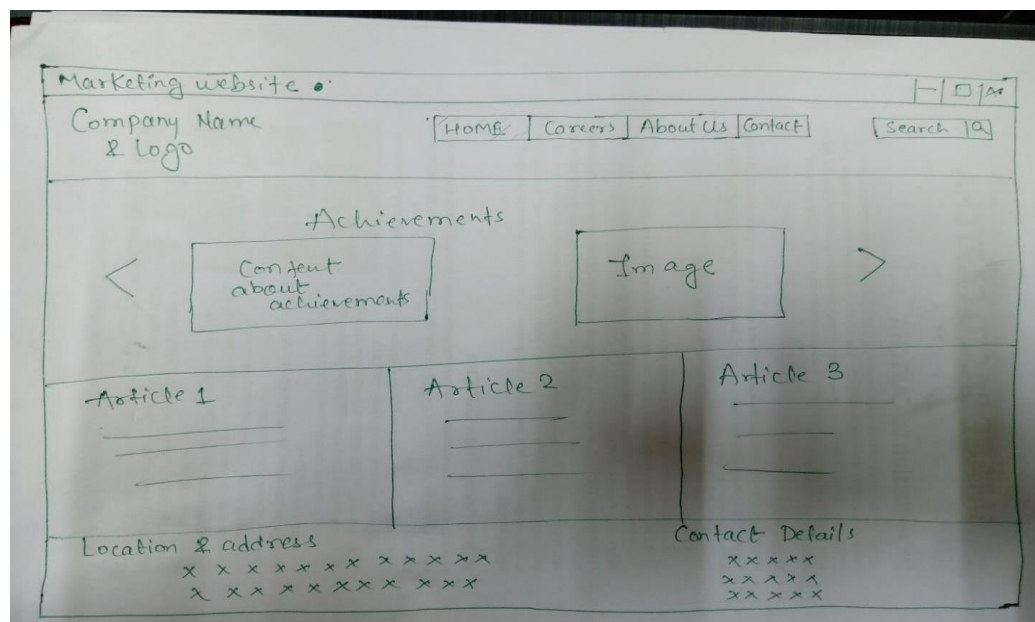 Marketing website
Company Name
& Logo
HOME Careers About Us Contact
Search
Achievements
< Content
about
achievements
Image >
Article 1
Article 2
Article 3
Location & address
x x x x x x x x x x x x
x x x x x x x x x x x x
Contact Details
x x x x x
x x x x x
x x x x x